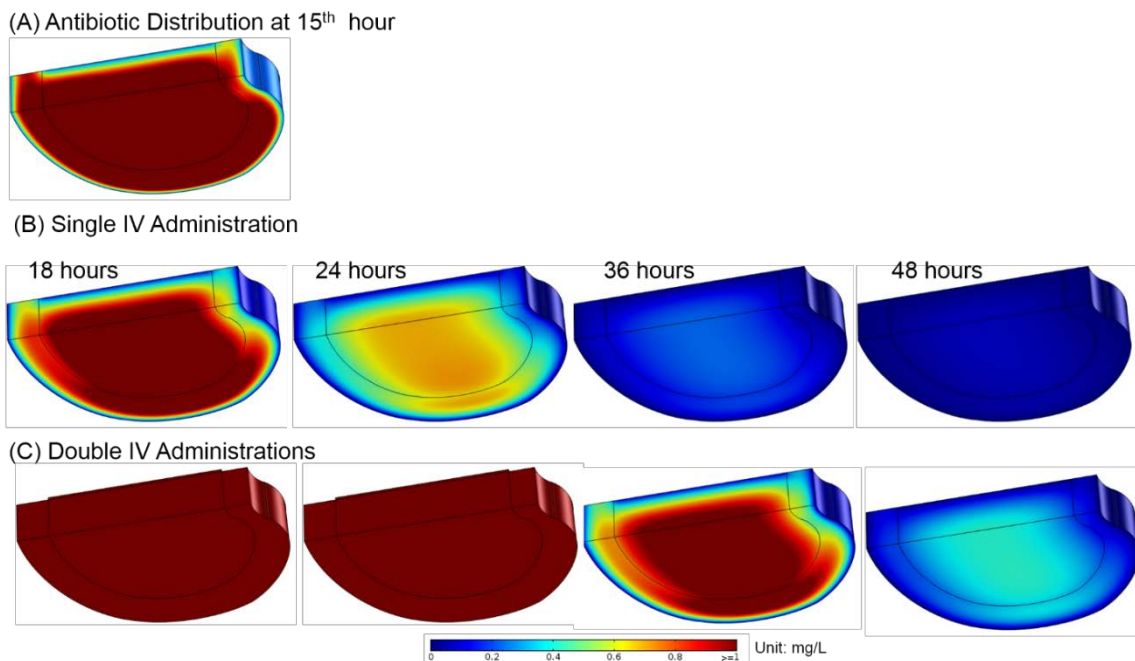 (A) Antibiotic Distribution at 15th hour
(B) Single IV Administration
18 hours
24 hours
36 hours
48 hours
(C) Double IV Administrations
0 0.2 0.4 0.6 0.8 >=1 Unit: mg/L